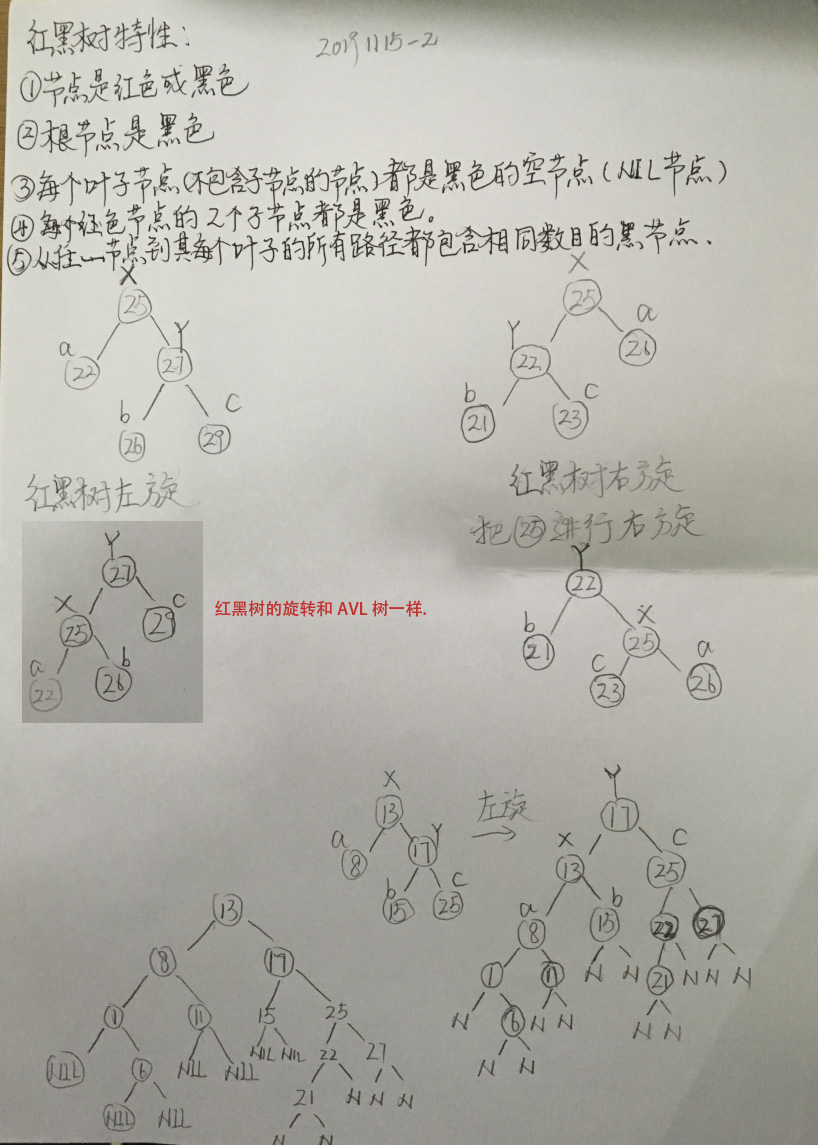 红黑树特性:
20191115-2
①节点是红色或黑色
②根节点是黑色
③每个叶子节点(不包含子节点的节点)都是黑色的空节点(NIL节点)
④每个红色节点的2个子节点都是黑色。
⑤从任一节点到其每个叶子的所有路径都包含相同数目的黑节点.
X
25
a
22
Y
27
b
26
C
29
X
25
a
26
Y
22
b
21
C
23
红黑树左旋
红黑树右旋
把25进行右旋
Y
27
X
25
C
29
a
22
b
26
红黑树的旋转和 AVL 树一样.
Y
22
b
21
X
25
C
23
a
26
X
13
a
8
Y
17
b
15
C
25
左旋
Y
17
X
13
C
25
a
8
b
15
22
27
1
11
N N
21
N N N
N
6
N N
N N
N N
13
8
17
1
11
15
25
NIL
6
NIL NIL
NIL NIL
22
27
NIL NIL
21
N N N
N N